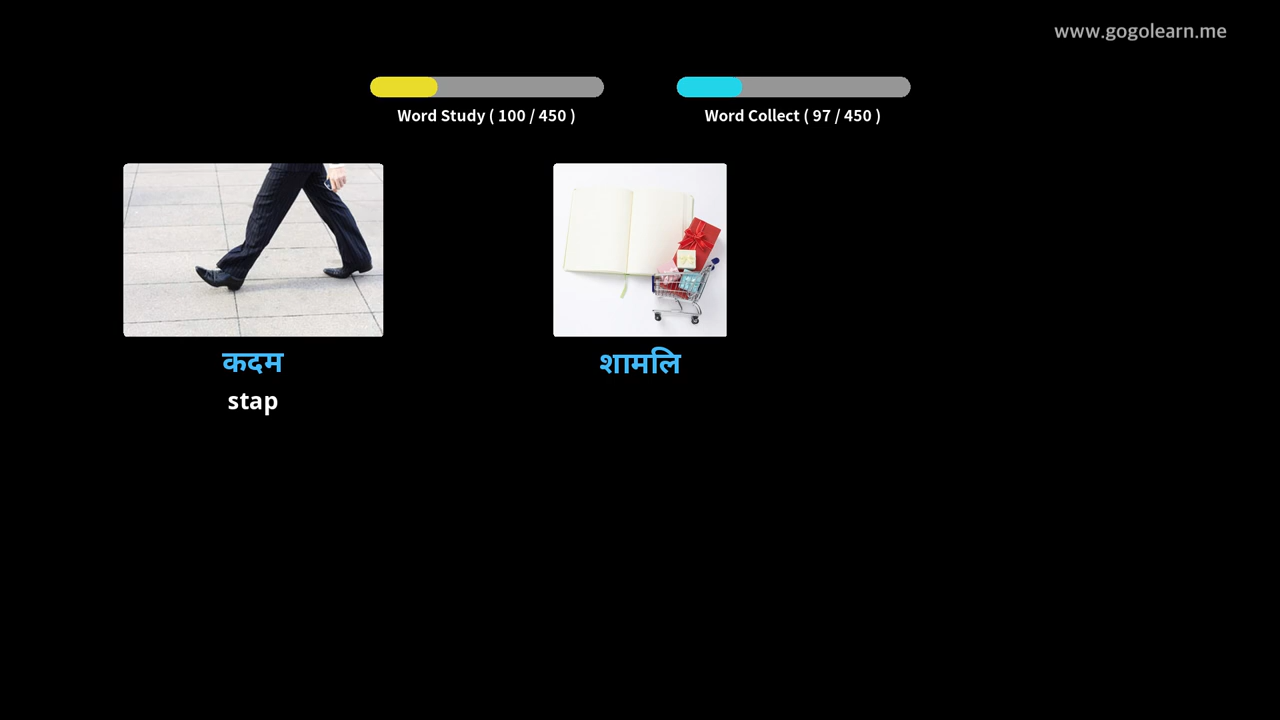 www.gogolearn.me
Word Study ( 100 / 450 )
Word Collect ( 97 / 450 )
कदम
शामलि
stap